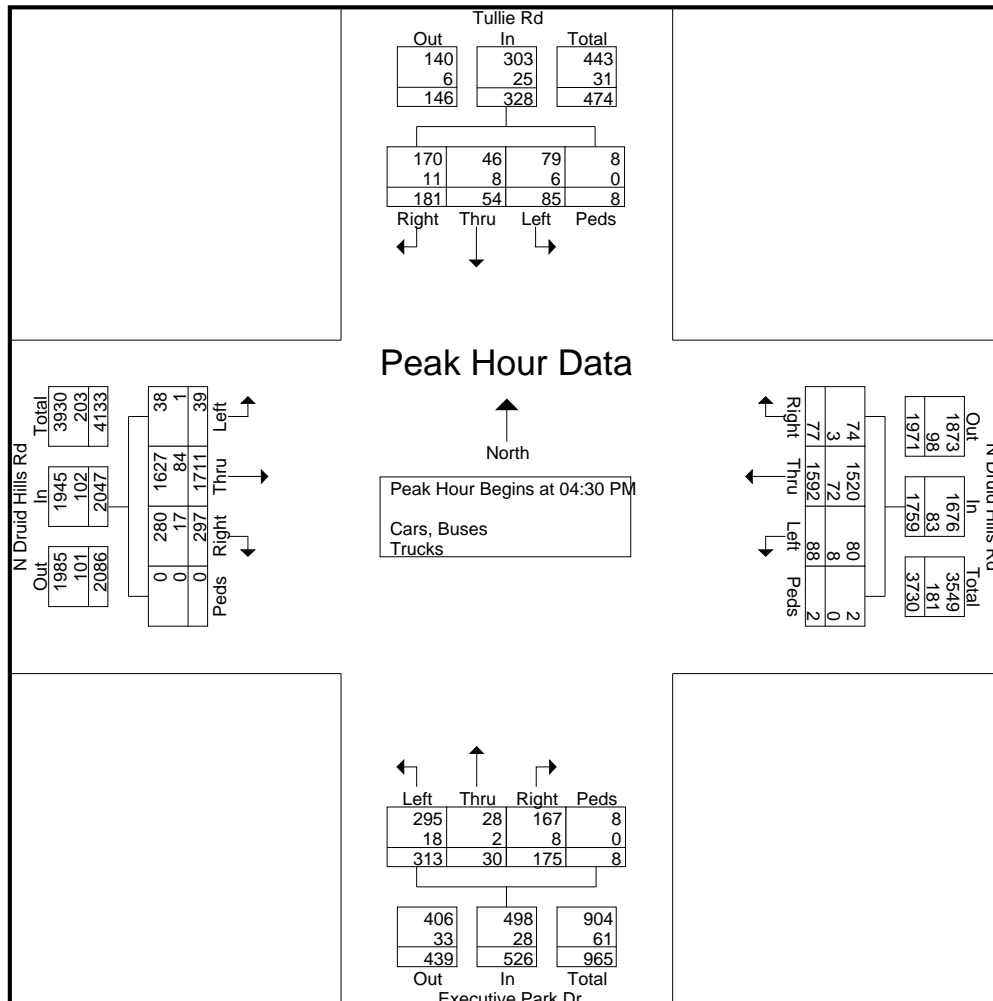 Tullie Rd
Out In Total
140 303 443
6 25 31
146 328 474
170 46 79 8
11 8 6 0
181 54 85 8
Right Thru Left Peds
Peak Hour Data
North
Peak Hour Begins at 04:30 PM
Cars, Buses
Trucks
N Druid Hills Rd
Out In Total
1985 1945 3930
101 102 203
2086 2047 4133
38 1627 280 0
1 84 17 0
39 1711 297 0
Left Thru Right Peds
N Druid Hills Rd
Out In Total
1873 1676 3549
98 83 181
1971 1759 3730
74 1520 80 2
3 72 8 0
77 1592 88 2
Right Thru Left Peds
Left Thru Right Peds
295 28 167 8
18 2 8 0
313 30 175 8
406 498 904
33 28 61
439 526 965
Out In Total
Executive Park Dr